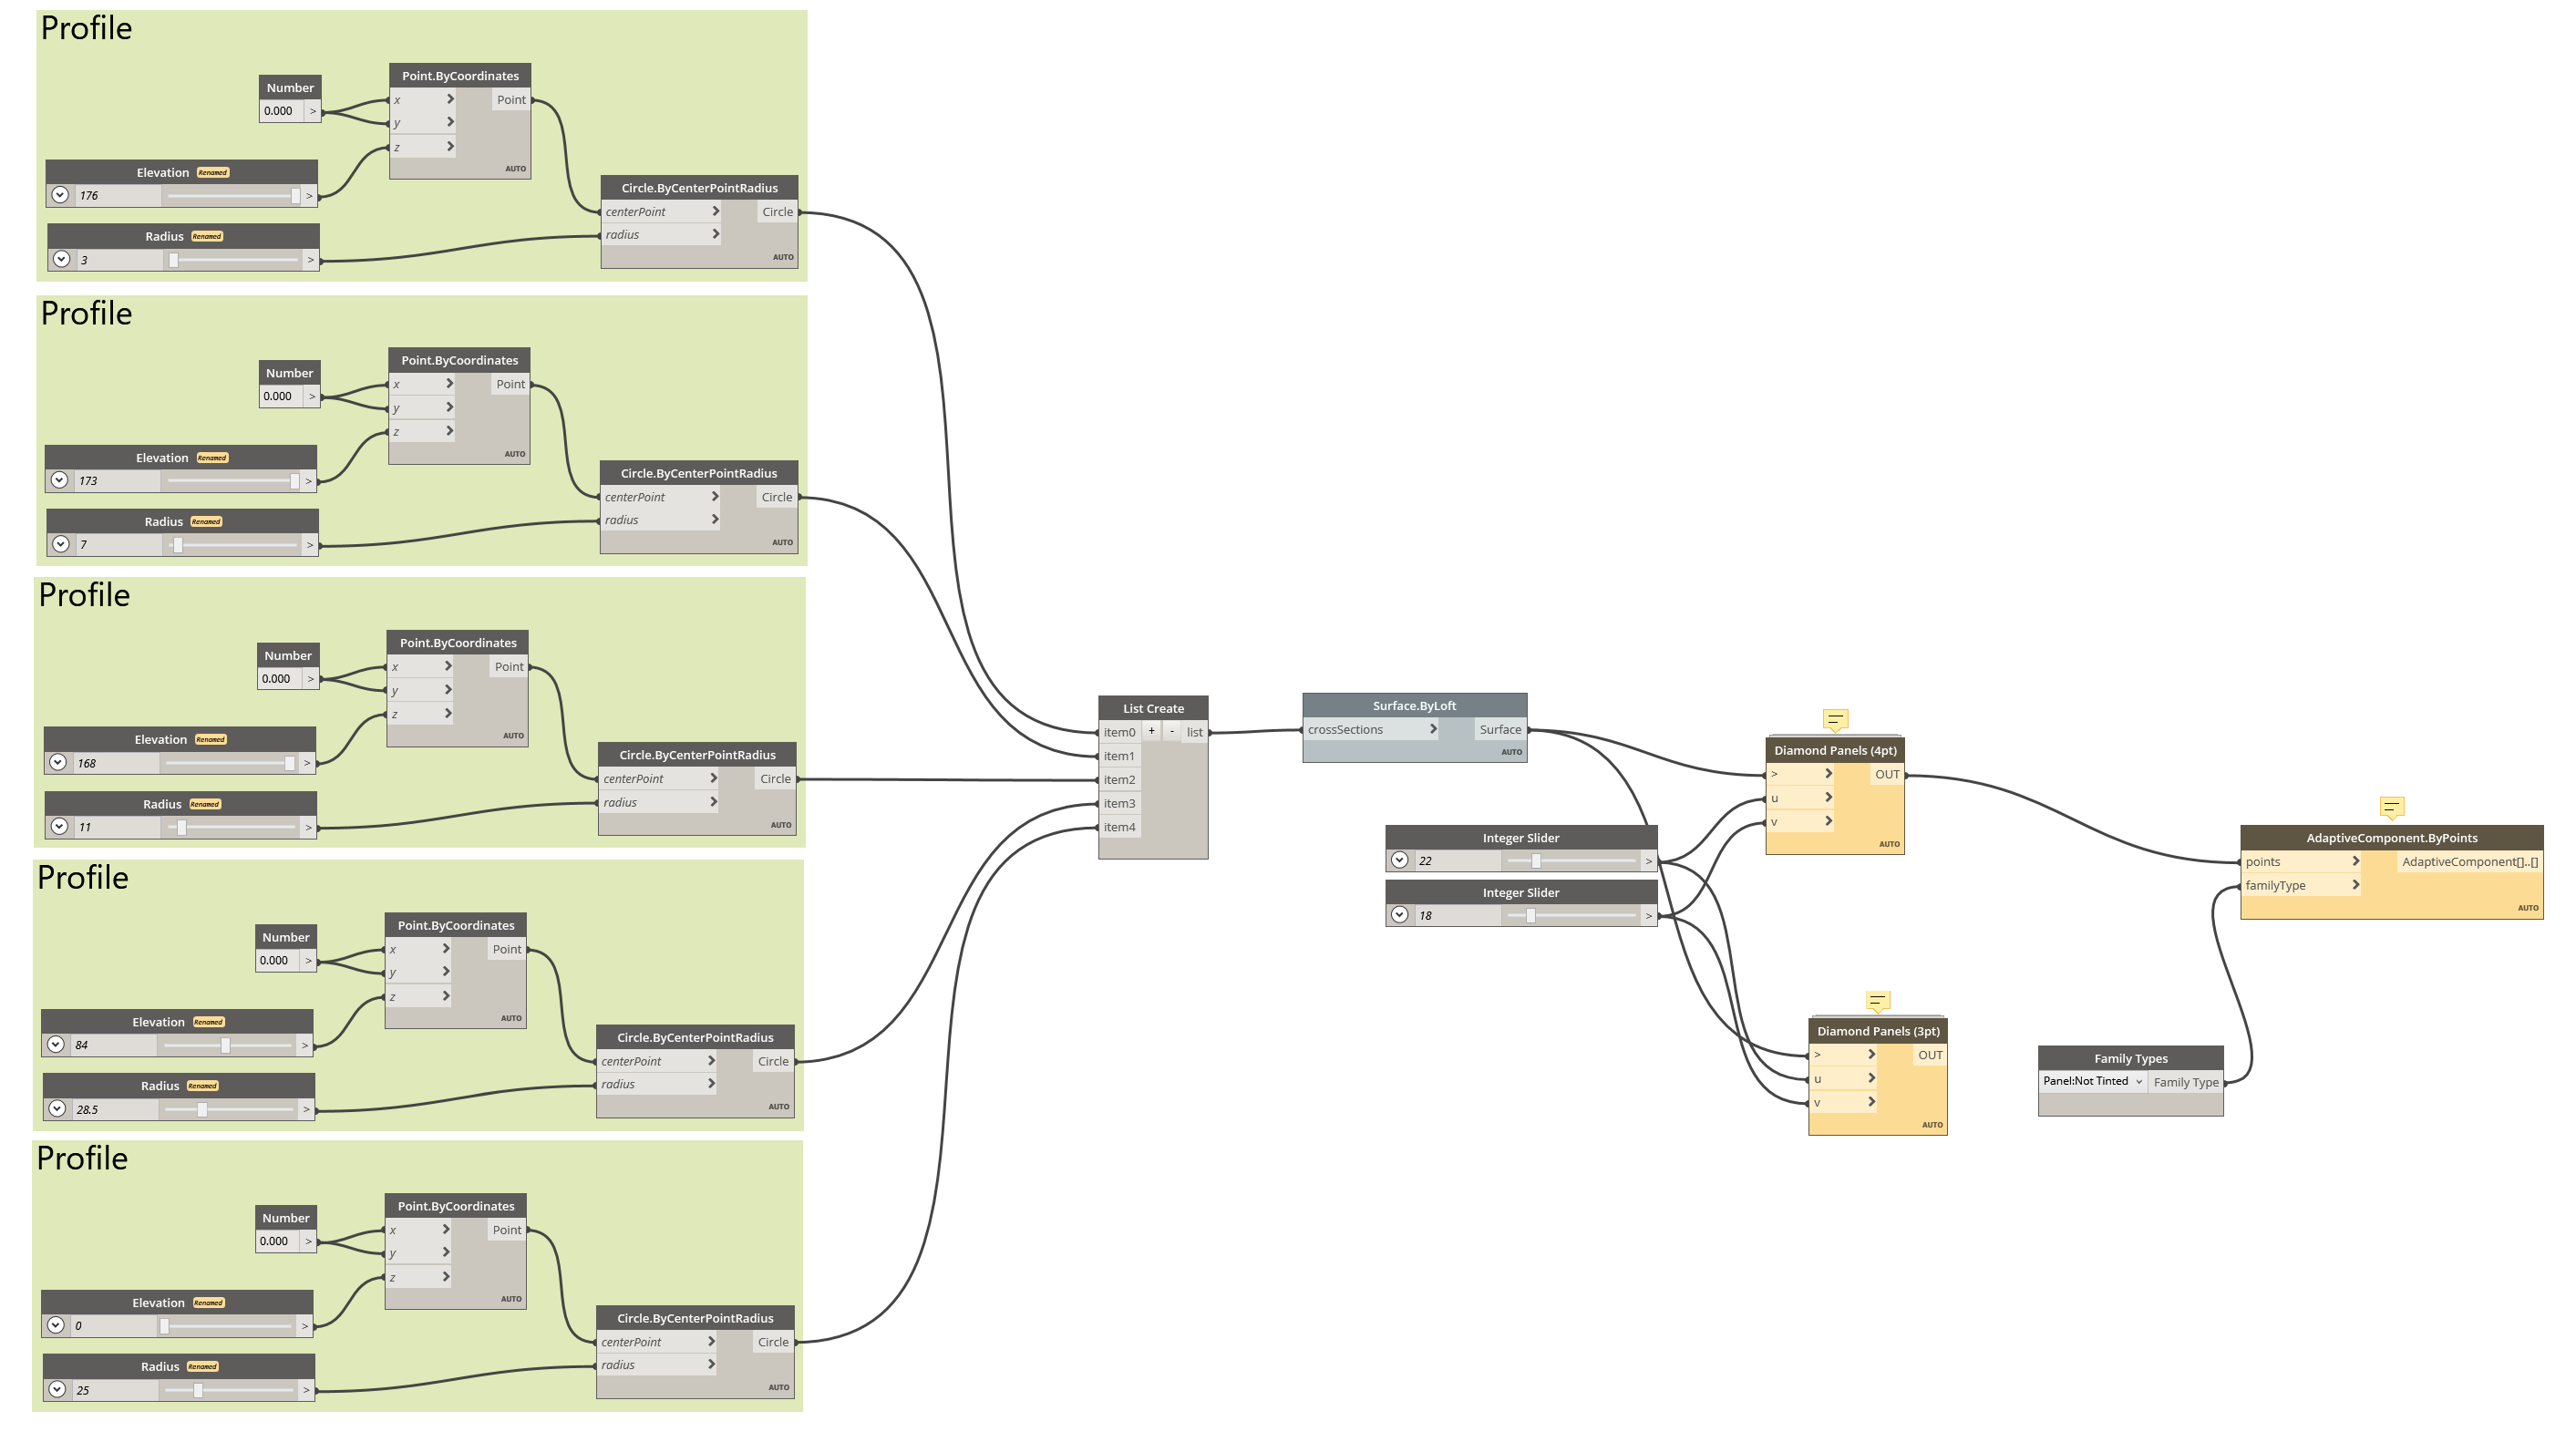 Profile
Number
0.000 >
Point.ByCoordinates
x Point
y
z
AUTO
Elevation Renamed
176 >
Radius Renamed
3 >
Circle.ByCenterPointRadius
centerPoint Circle
radius
AUTO
Profile
Number
0.000 >
Point.ByCoordinates
x Point
y
z
AUTO
Elevation Renamed
173 >
Radius Renamed
7 >
Circle.ByCenterPointRadius
centerPoint Circle
radius
AUTO
Profile
Number
0.000 >
Point.ByCoordinates
x Point
y
z
AUTO
Elevation Renamed
168 >
Radius Renamed
11 >
Circle.ByCenterPointRadius
centerPoint Circle
radius
AUTO
Profile
Number
0.000 >
Point.ByCoordinates
x Point
y
z
AUTO
Elevation Renamed
84 >
Radius Renamed
28.5 >
Circle.ByCenterPointRadius
centerPoint Circle
radius
AUTO
Profile
Number
0.000 >
Point.ByCoordinates
x Point
y
z
AUTO
Elevation Renamed
0 >
Radius Renamed
25 >
Circle.ByCenterPointRadius
centerPoint Circle
radius
AUTO
List Create
item0 + - list
item1
item2
item3
item4
Surface.ByLoft
crossSections Surface
AUTO
Integer Slider
22 >
Integer Slider
18 >
Diamond Panels (4pt)
> OUT
u
v
AUTO
Diamond Panels (3pt)
> OUT
u
v
AUTO
Family Types
Panel:Not Tinted Family Type
AdaptiveComponent.ByPoints
points AdaptiveComponent[]..[]
familyType
AUTO